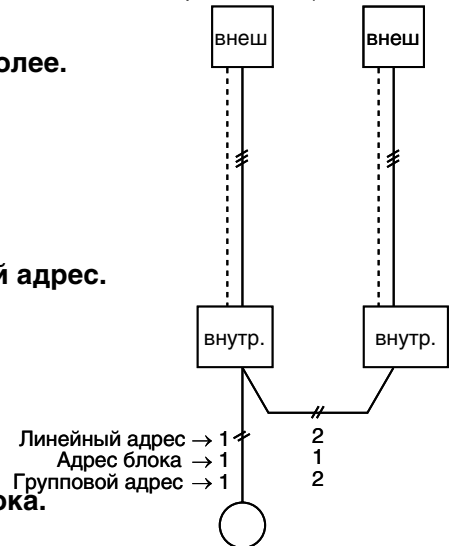 внеш внеш
олее.
й адрес.
внутр. внутр.
Линейный адрес → 1 2
Адрес блока → 1 1
Групповой адрес → 1 2
ока.